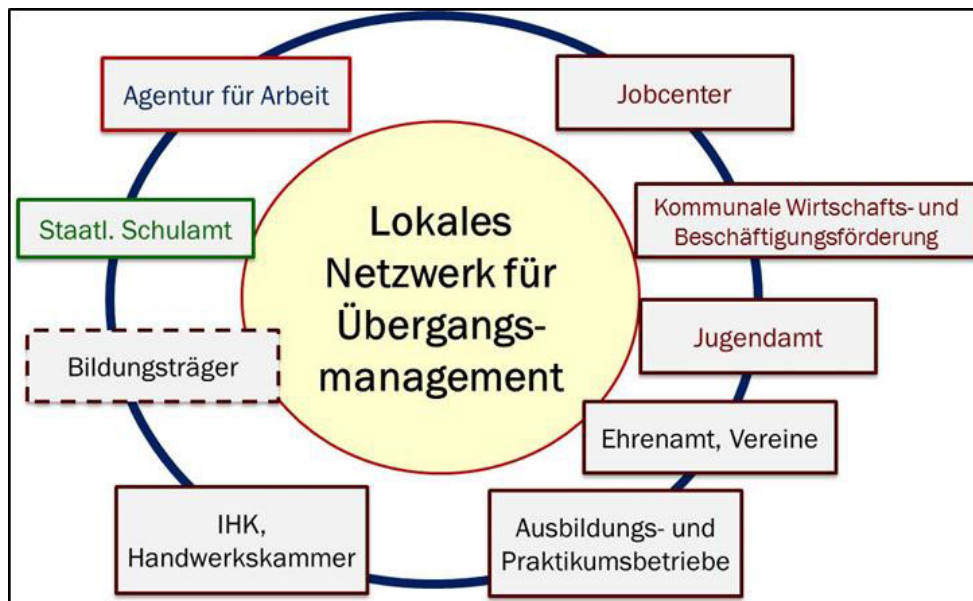 Agentur für Arbeit
Jobcenter
Staatl. Schulamt
Kommunale Wirtschafts- und
Beschäftigungsförderung
Lokales
Netzwerk für
Übergangs-
management
Bildungsträger
Jugendamt
Ehrenamt, Vereine
IHK,
Handwerkskammer
Ausbildungs- und
Praktikumsbetriebe